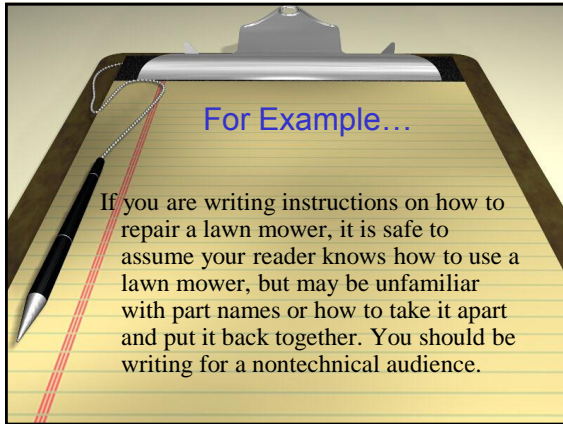 For Example…
If you are writing instructions on how to
repair a lawn mower, it is safe to
assume your reader knows how to use a
lawn mower, but may be unfamiliar
with part names or how to take it apart
and put it back together. You should be
writing for a nontechnical audience.